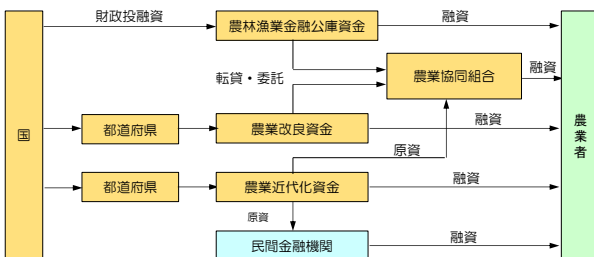 財政投融資
農林漁業金融公庫資金
融資
転貸・委託
農業協同組合
融資
国
都道府県
農業改良資金
融資
農業者
原資
都道府県
農業近代化資金
融資
原資
民間金融機関
融資